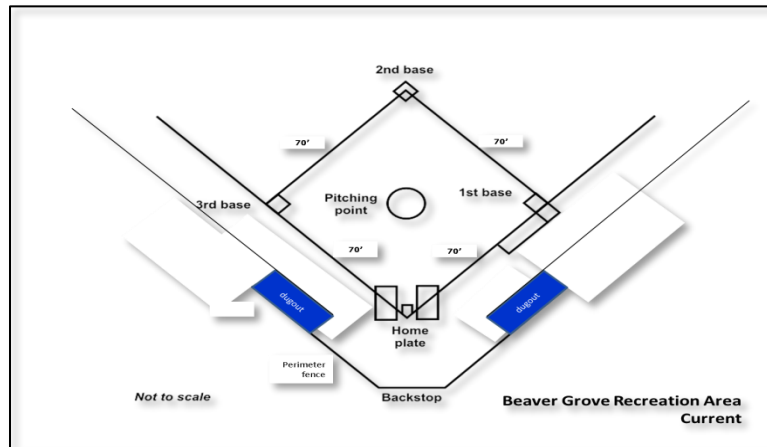 2nd base
70'
70'
1st base
Pitching
point
3rd base
70'
70'
dugout
dugout
Home
plate
Perimeter
fence
Not to scale
Backstop
Beaver Grove Recreation Area
Current